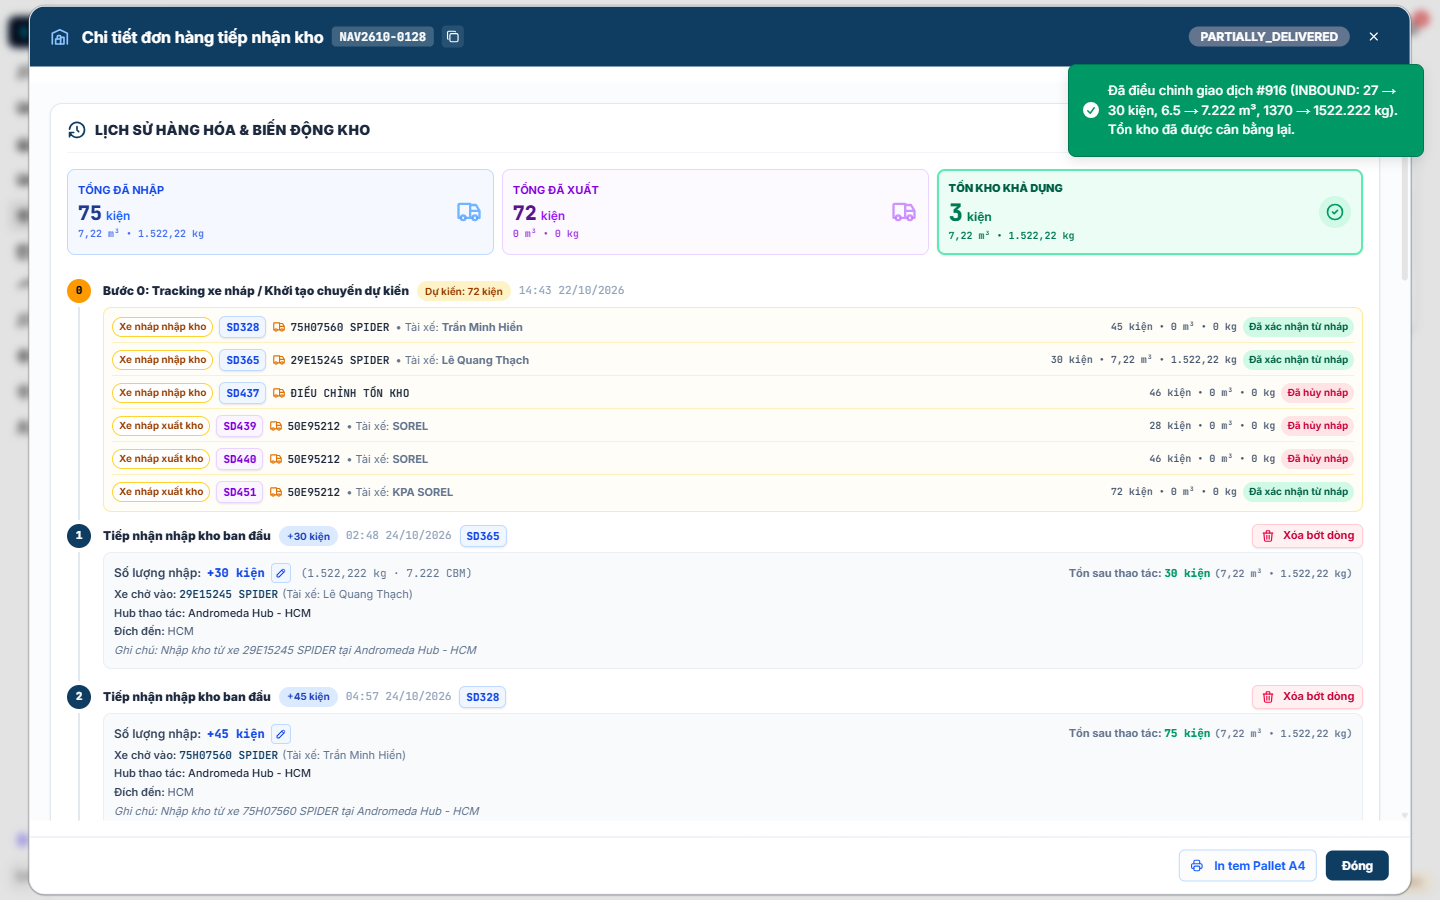 Chi tiết đơn hàng tiếp nhận kho NAV2610-0128 PARTIALLY_DELIVERED
Đã điều chỉnh giao dịch #916 (INBOUND: 27 →
30 kiện, 6.5 → 7.222 m³, 1370 → 1522.222 kg).
Tồn kho đã được cân bằng lại.
LỊCH SỬ HÀNG HÓA & BIẾN ĐỘNG KHO
TỔNG ĐÃ NHẬP
75 kiện
7,22 m³ • 1.522,22 kg
TỔNG ĐÃ XUẤT
72 kiện
0 m³ • 0 kg
TỒN KHO KHẢ DỤNG
3 kiện
7,22 m³ • 1.522,22 kg
0 Bước 0: Tracking xe nháp / Khởi tạo chuyến dự kiến Dự kiến: 72 kiện 14:43 22/10/2026
Xe nháp nhập kho SD328 75H07560 SPIDER • Tài xế: Trần Minh Hiển 45 kiện • 0 m³ • 0 kg Đã xác nhận từ nháp
Xe nháp nhập kho SD365 29E15245 SPIDER • Tài xế: Lê Quang Thạch 30 kiện • 7,22 m³ • 1.522,22 kg Đã xác nhận từ nháp
Xe nháp nhập kho SD437 ĐIỀU CHỈNH TỒN KHO 46 kiện • 0 m³ • 0 kg Đã hủy nháp
Xe nháp xuất kho SD439 50E95212 • Tài xế: SOREL 28 kiện • 0 m³ • 0 kg Đã hủy nháp
Xe nháp xuất kho SD440 50E95212 • Tài xế: SOREL 46 kiện • 0 m³ • 0 kg Đã hủy nháp
Xe nháp xuất kho SD451 50E95212 • Tài xế: KPA SOREL 72 kiện • 0 m³ • 0 kg Đã xác nhận từ nháp
1 Tiếp nhận nhập kho ban đầu +30 kiện 02:48 24/10/2026 SD365 Xóa bớt dòng
Số lượng nhập: +30 kiện (1.522,222 kg · 7.222 CBM) Tồn sau thao tác: 30 kiện (7,22 m³ • 1.522,22 kg)
Xe chở vào: 29E15245 SPIDER (Tài xế: Lê Quang Thạch)
Hub thao tác: Andromeda Hub - HCM
Đích đến: HCM
Ghi chú: Nhập kho từ xe 29E15245 SPIDER tại Andromeda Hub - HCM
2 Tiếp nhận nhập kho ban đầu +45 kiện 04:57 24/10/2026 SD328 Xóa bớt dòng
Số lượng nhập: +45 kiện Tồn sau thao tác: 75 kiện (7,22 m³ • 1.522,22 kg)
Xe chở vào: 75H07560 SPIDER (Tài xế: Trần Minh Hiển)
Hub thao tác: Andromeda Hub - HCM
Đích đến: HCM
Ghi chú: Nhập kho từ xe 75H07560 SPIDER tại Andromeda Hub - HCM
In tem Pallet A4 Đóng